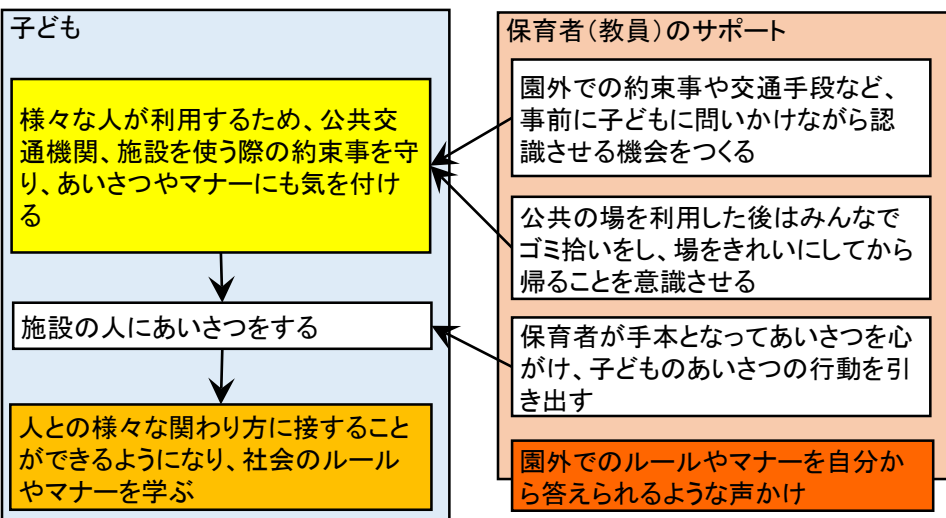 子ども
様々な人が利用するため、公共交
通機関、施設を使う際の約束事を守
り、あいさつやマナーにも気を付け
る
施設の人にあいさつをする
人との様々な関わり方に接すること
ができるようになり、社会のルール
やマナーを学ぶ
保育者（教員）のサポート
園外での約束事や交通手段など、
事前に子どもに問いかけながら認
識させる機会をつくる
公共の場を利用した後はみんなで
ゴミ拾いをし、場をきれいにしてから
帰ることを意識させる
保育者が手本となってあいさつを心
がけ、子どものあいさつの行動を引
き出す
園外でのルールやマナーを自分か
ら答えられるような声かけ